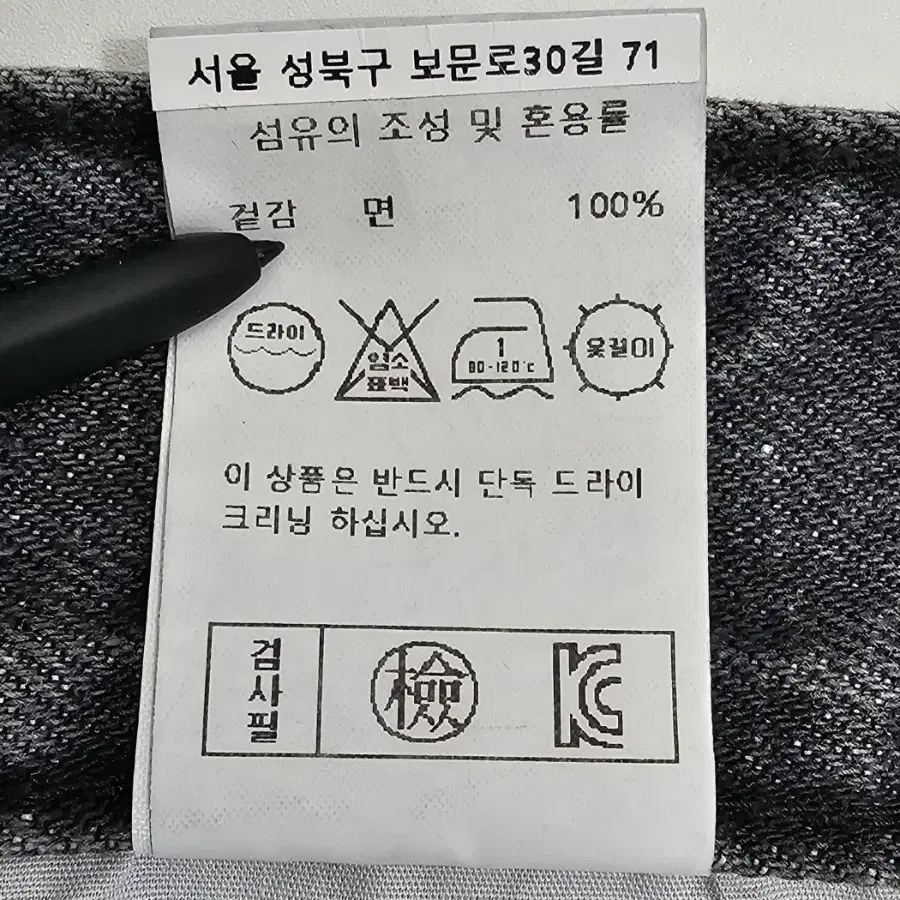 서울 성북구 보문로30길 71
섬유의 조성 및 혼용률
겉감 면 100%
드라이
염소
표백
1
80-120℃
옷걸이
이 상품은 반드시 단독 드라이
크리닝 하십시오.
검사필
檢
KC